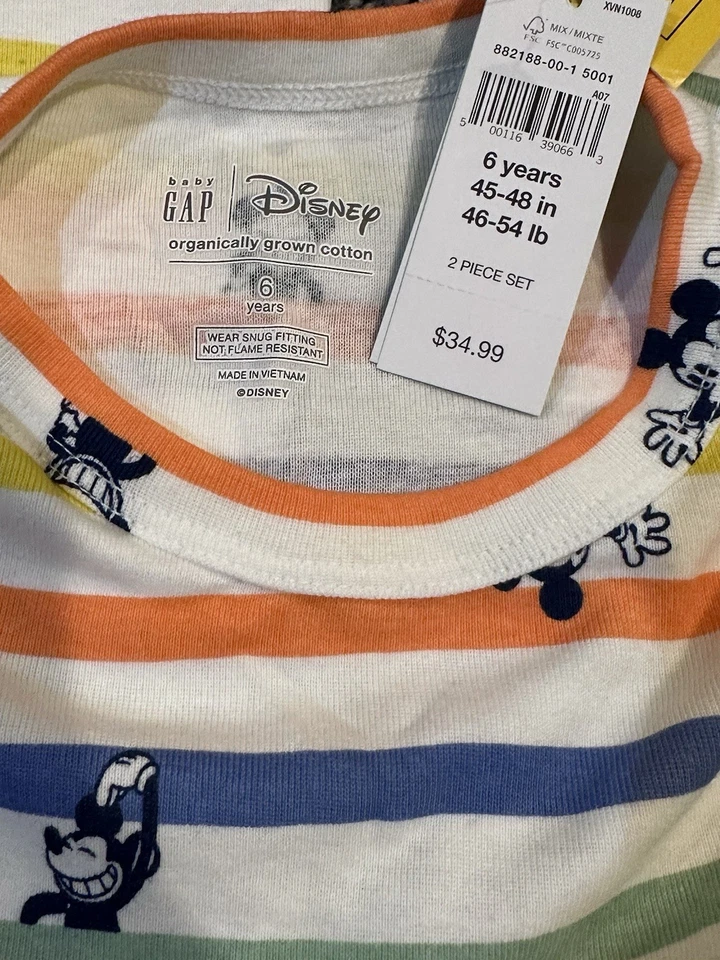 XVN1008
MIX / MIXTE
FSC
FSC™ C005725
882188-00-1 5001
A07
5 00116 39066 3
6 years
45-48 in
46-54 lb
2 PIECE SET
$34.99
baby
GAP
Disney
organically grown cotton
6
years
WEAR SNUG FITTING
NOT FLAME RESISTANT
MADE IN VIETNAM
©DISNEY